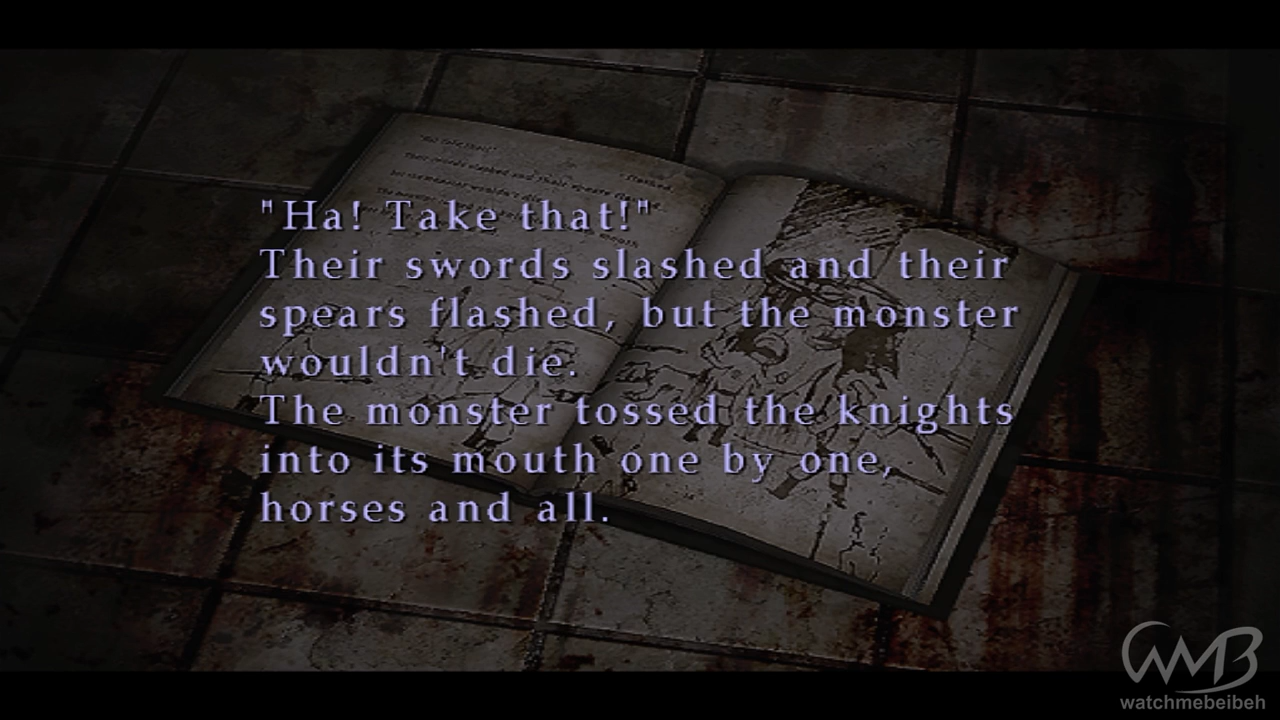 "Ha! Take that!"
Their swords slashed and their
spears flashed, but the monster
wouldn't die.
The monster tossed the knights
into its mouth one by one,
horses and all.
WMB
watchmebeibeh